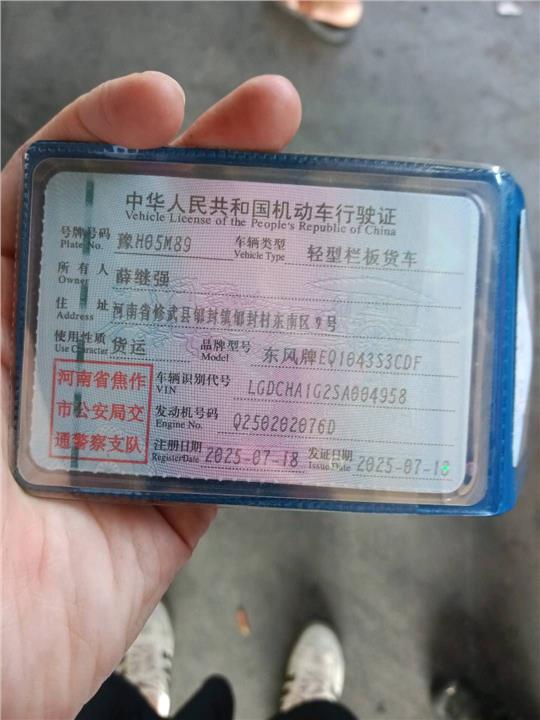 中华人民共和国机动车行驶证
Vehicle License of the People's Republic of China
号牌号码 豫H05M89 车辆类型 轻型栏板货车
Plate No. Vehicle Type
所有人 薛继强
Owner
住址 河南省修武县郇封镇郇封村东南区9号
Address
使用性质 货运 品牌型号 东风牌EQ1043S3CDF
Use Character Model
河南省焦作
市公安局交
通警察支队
车辆识别代号 LGDCHA1G2SA004958
VIN
发动机号码 Q250202076D
Engine No.
注册日期 2025-07-18 发证日期 2025-07-18
Register Date Issue Date